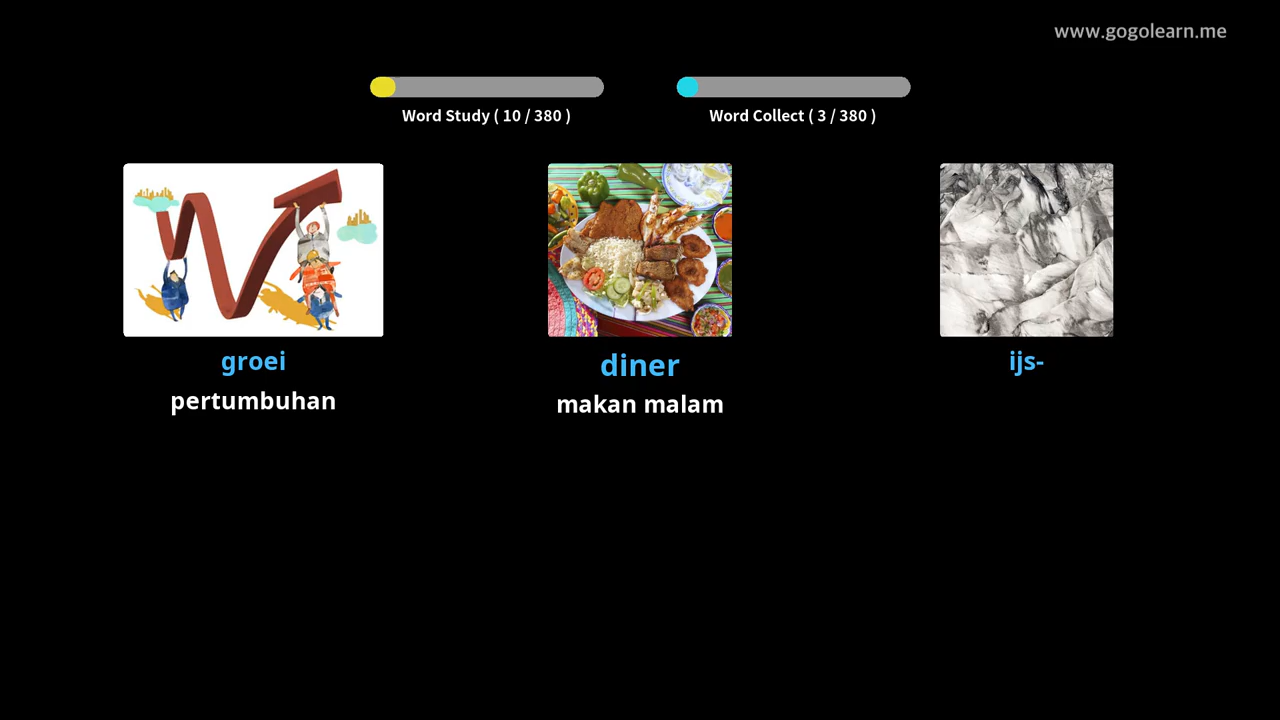 www.gogolearn.me
Word Study ( 10 / 380 )
Word Collect ( 3 / 380 )
groei
pertumbuhan
diner
makan malam
ijs-